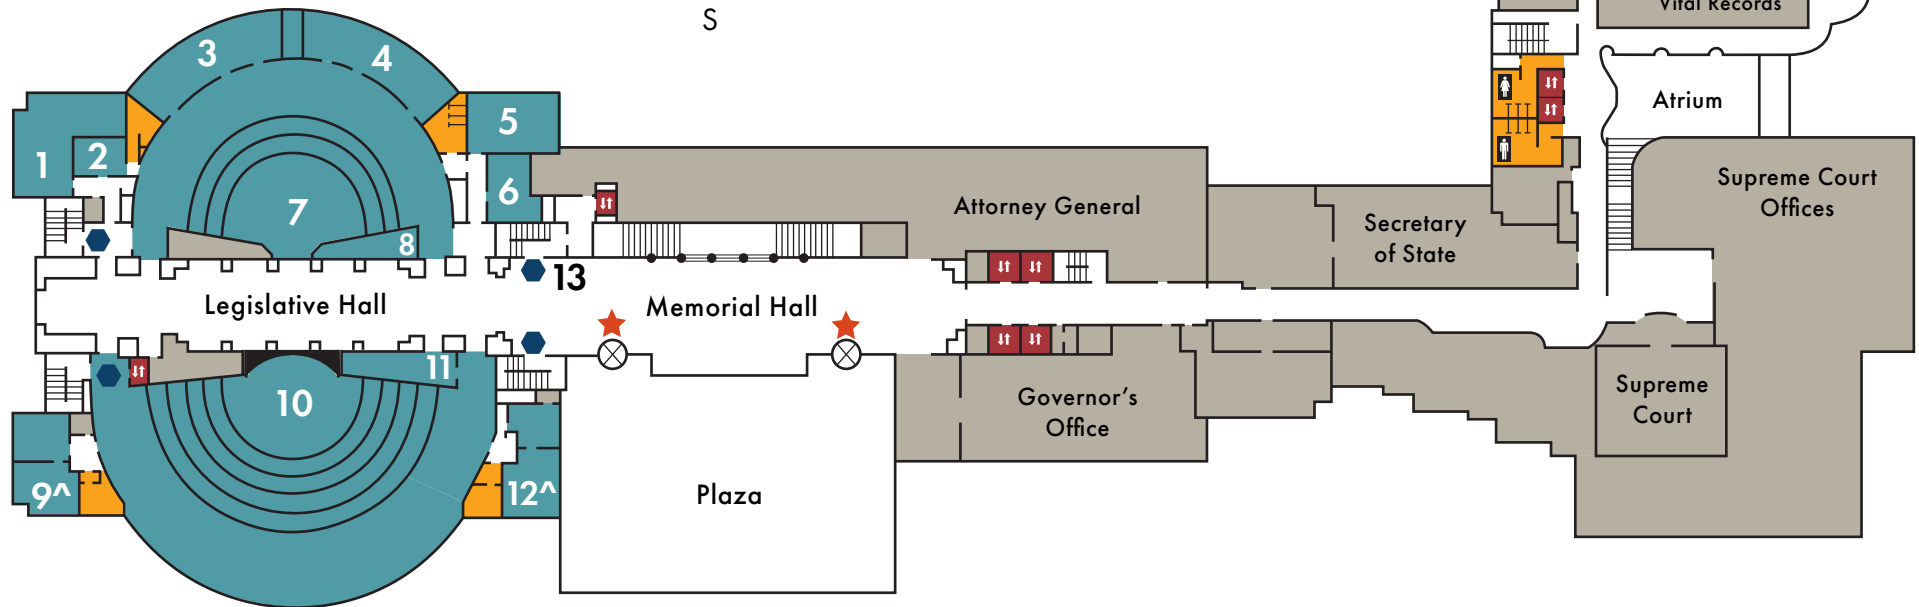 S
Vital Records
3
4
Atrium
5
1
2
6
7
8
Attorney General
Secretary
of State
Supreme Court
Offices
13
Legislative Hall
Memorial Hall
11
10
Governor's
Office
Supreme
Court
9^
12^
Plaza